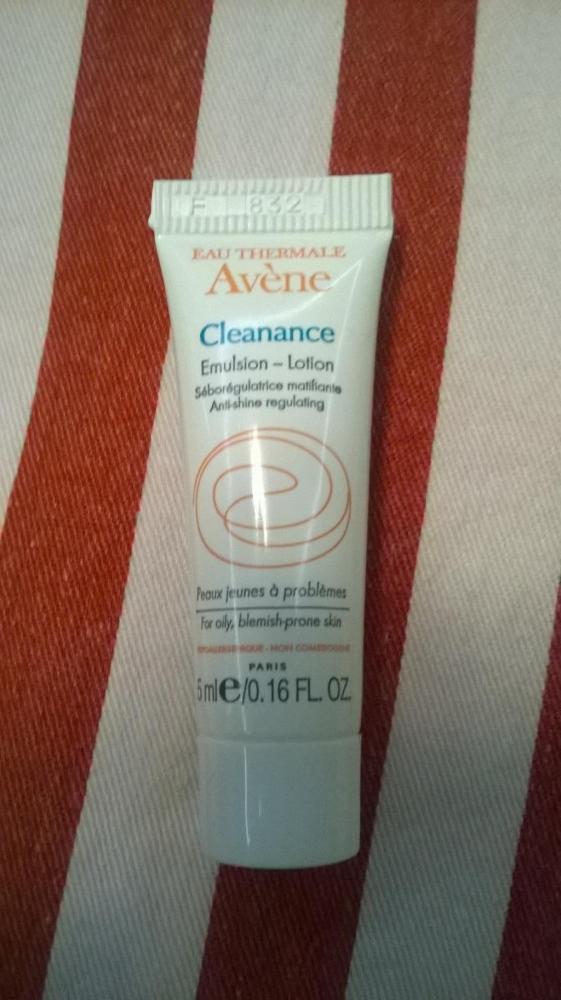 F 832
EAU THERMALE
Avène
Cleanance
Emulsion – Lotion
Séborégulatrice matifiante
Anti-shine regulating
Peaux jeunes à problèmes
For oily, blemish-prone skin
HYPOALLERGÉNIQUE - NON COMÉDOGÈNE
PARIS
5 ml e/0.16 FL. OZ.